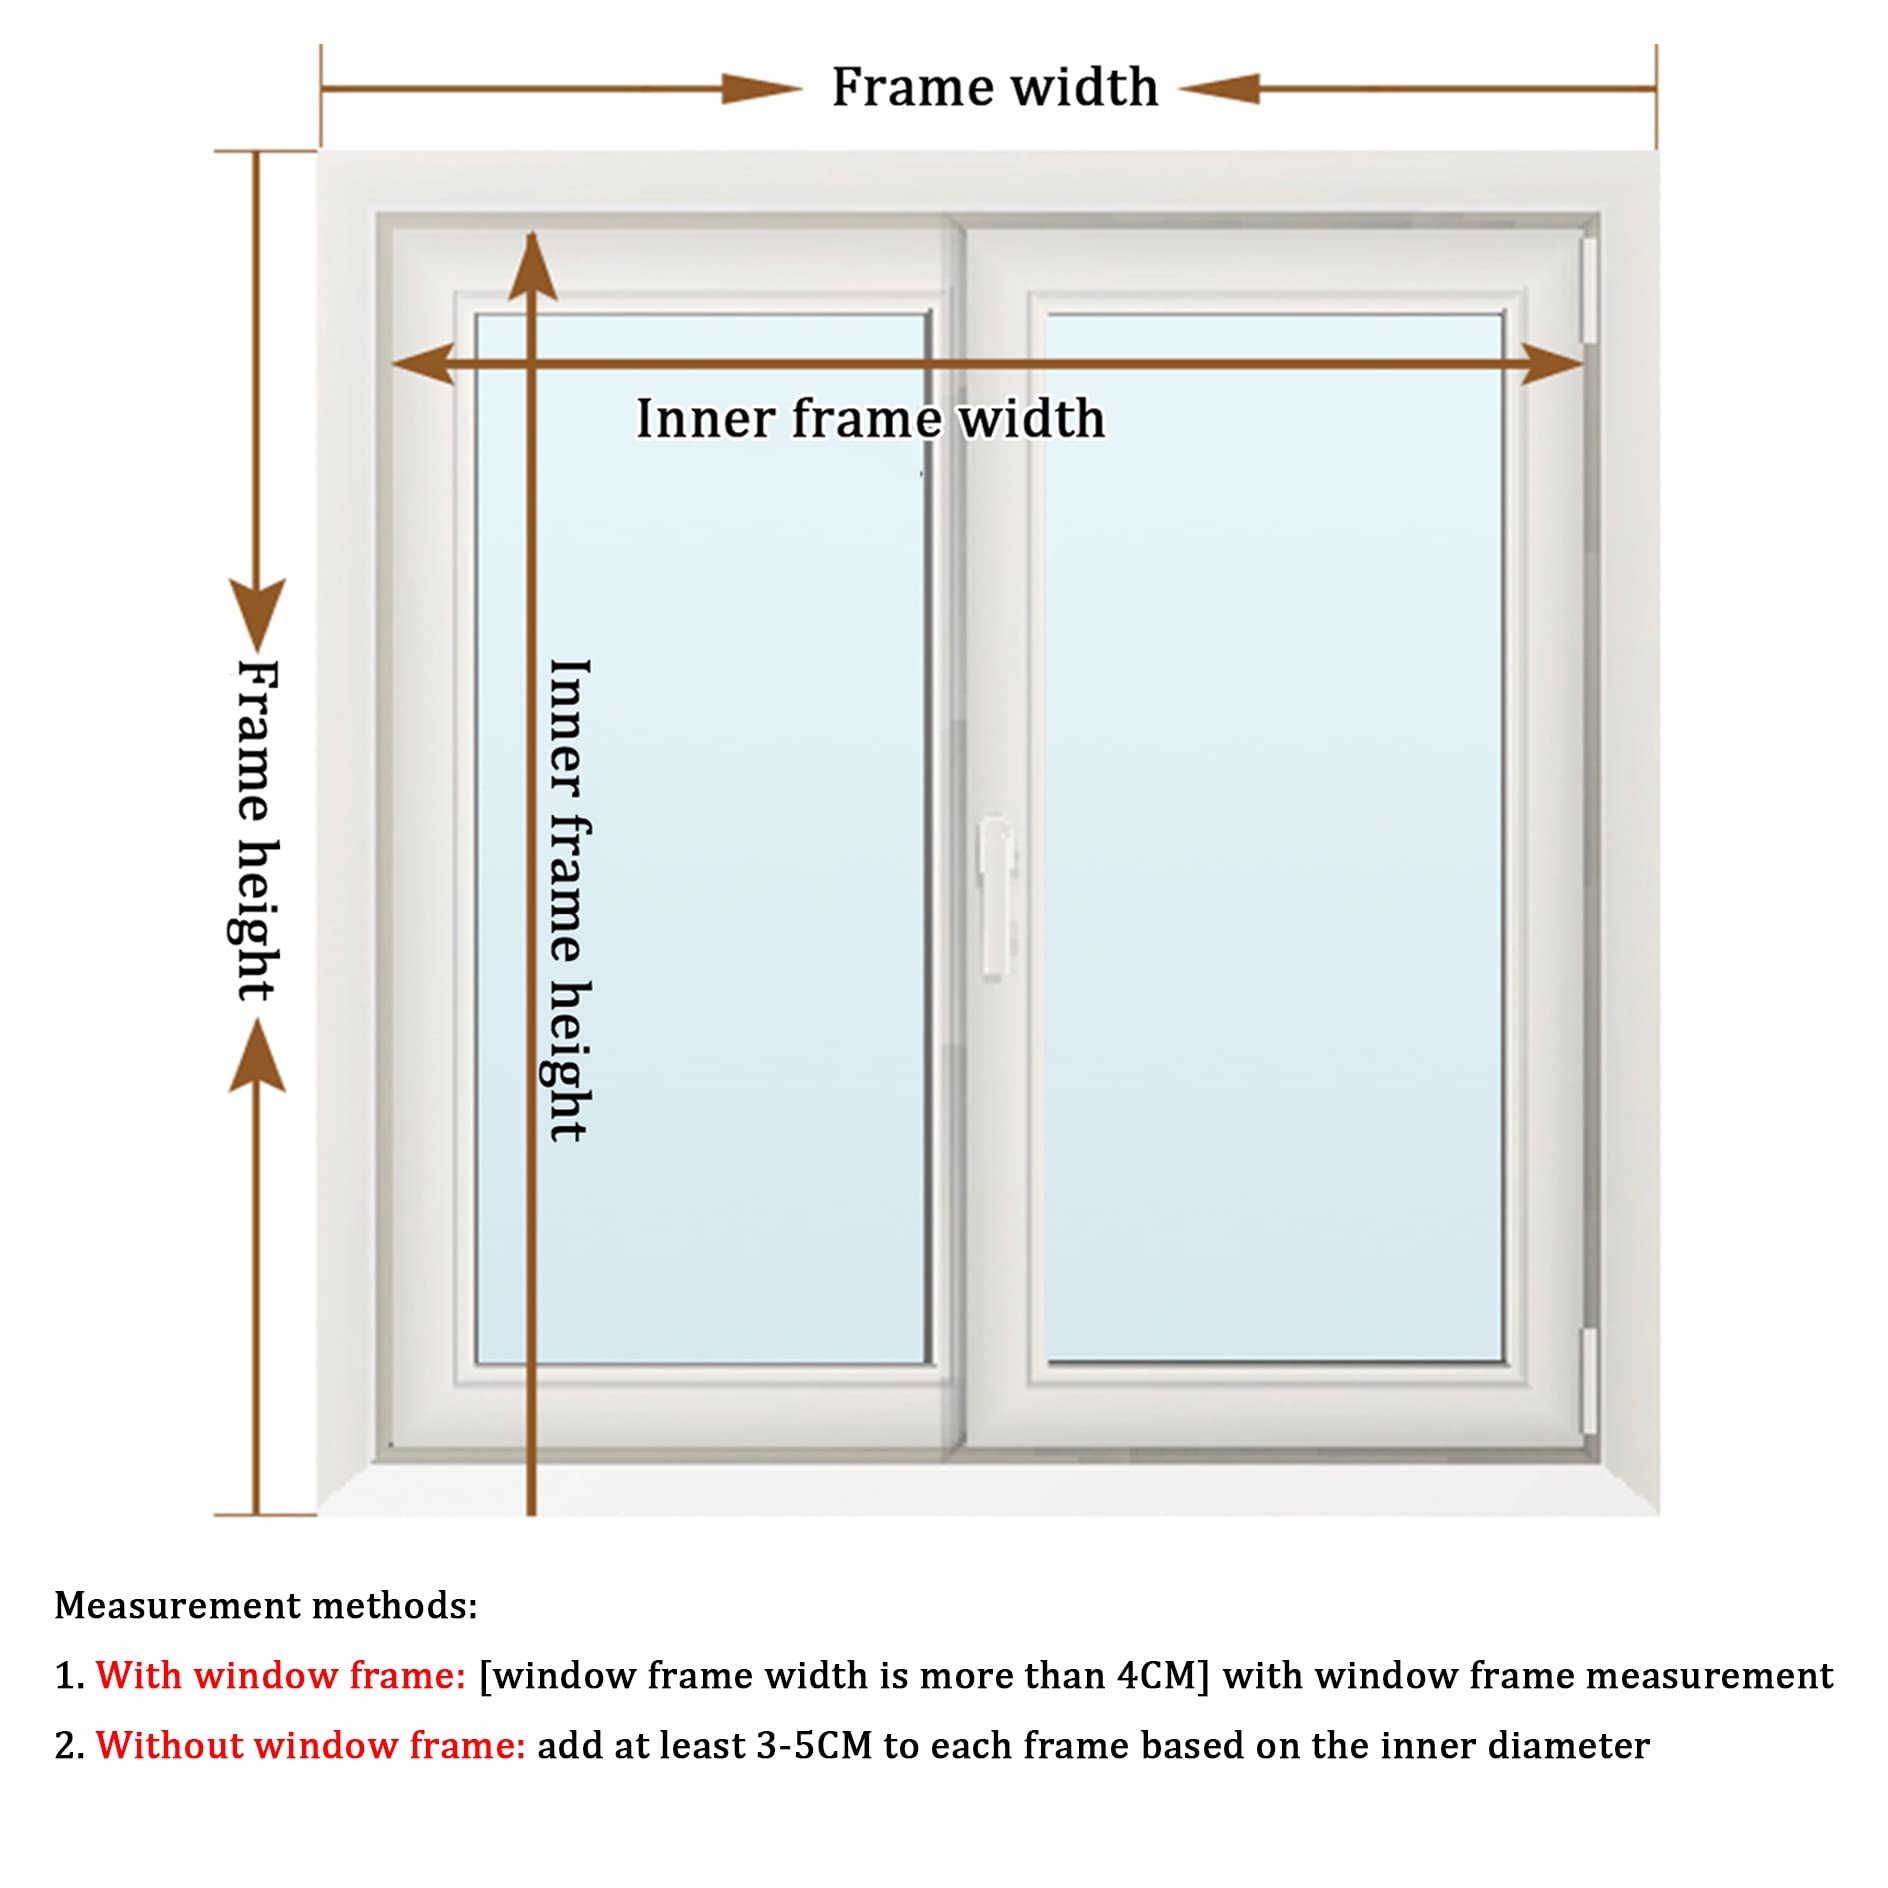 Frame width
Inner frame width
Frame height
Inner frame height
Measurement methods:
1. With window frame: [window frame width is more than 4CM] with window frame measurement
2. Without window frame: add at least 3-5CM to each frame based on the inner diameter